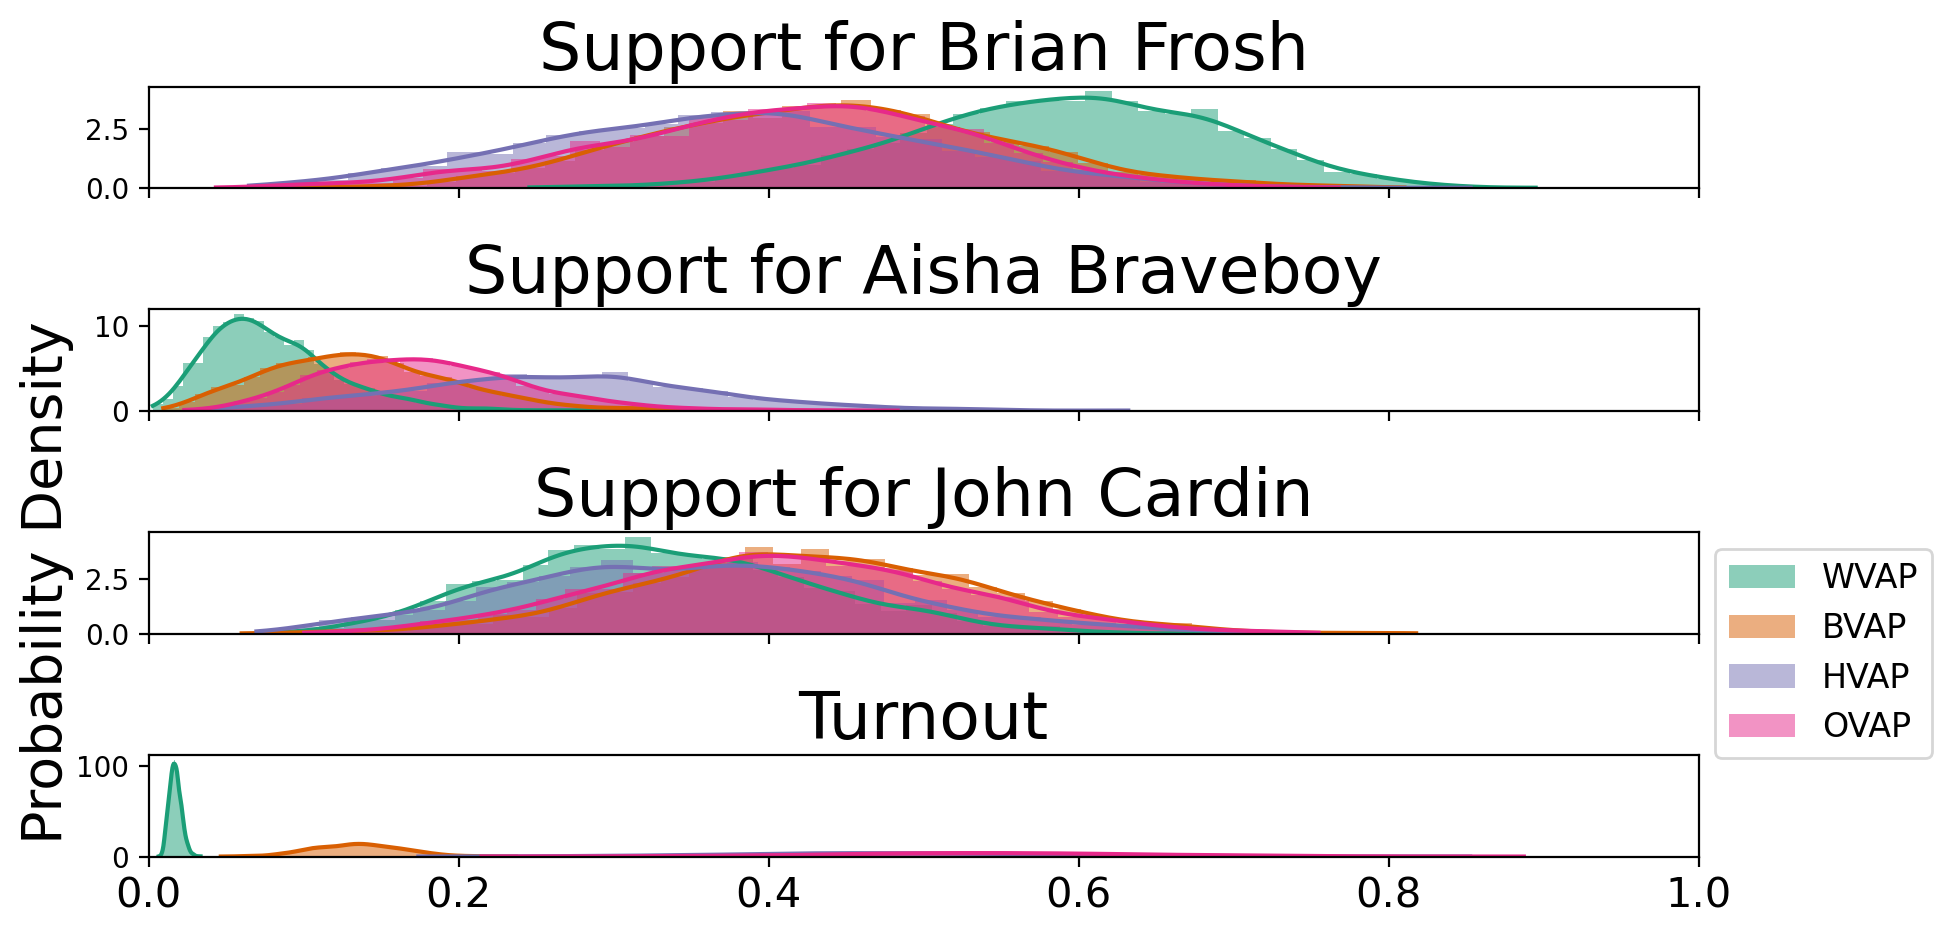 Support for Brian Frosh
2.5
0.0
Support for Aisha Braveboy
10
0
Probability Density
Support for John Cardin
2.5
0.0
WVAP
BVAP
HVAP
OVAP
Turnout
100
0
0.0 0.2 0.4 0.6 0.8 1.0